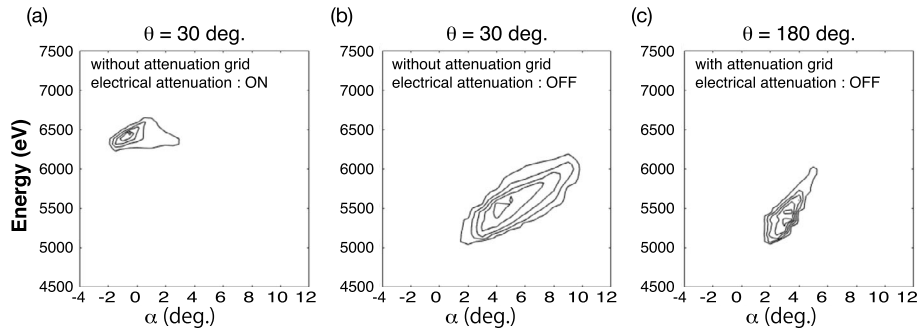 (a)
θ = 30 deg.
without attenuation grid
electrical attenuation : ON
7500
7000
6500
6000
5500
5000
4500
Energy (eV)
-4 -2 0 2 4 6 8 10 12
α (deg.)
(b)
θ = 30 deg.
without attenuation grid
electrical attenuation : OFF
7500
7000
6500
6000
5500
5000
4500
-4 -2 0 2 4 6 8 10 12
α (deg.)
(c)
θ = 180 deg.
with attenuation grid
electrical attenuation : OFF
7500
7000
6500
6000
5500
5000
4500
-4 -2 0 2 4 6 8 10 12
α (deg.)